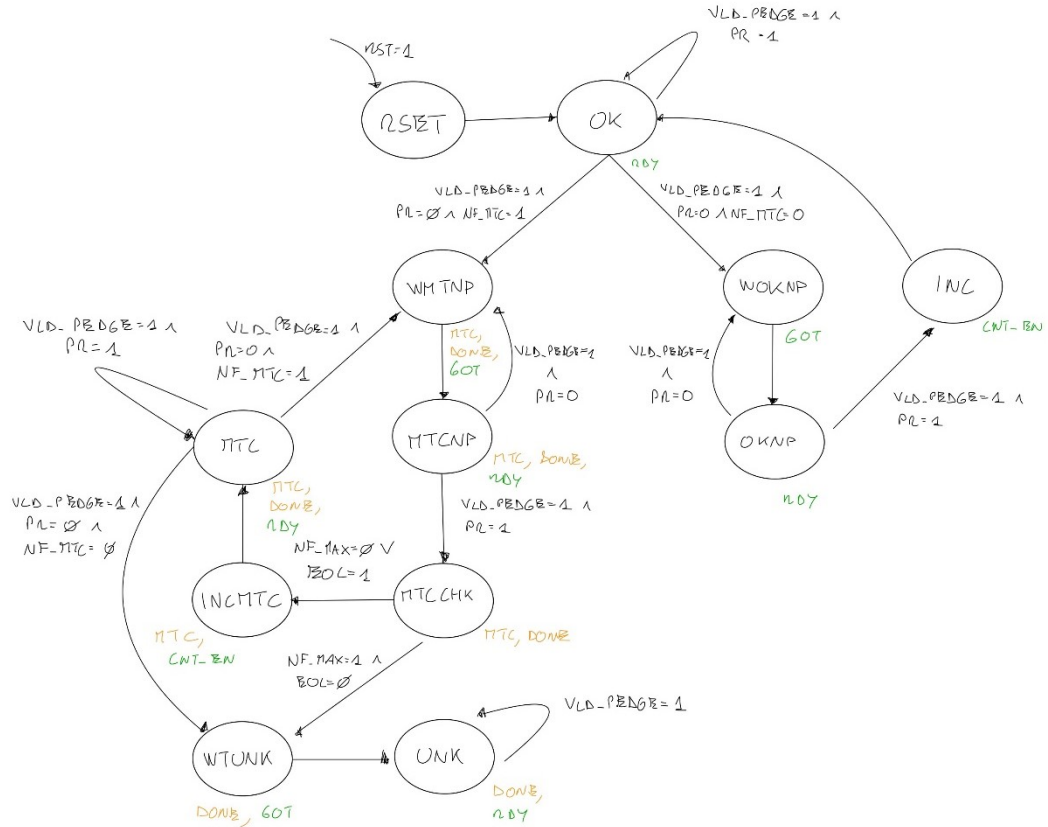 VLD_PEDGE=1 ∧
PR=1
RST=1
RSET
OK
RDY
VLD_PEDGE=1 ∧
PR=Ø ∧ NF_MTC=1
VLD_PEDGE=1 ∧
PR=0 ∧ NF_MTC=0
WMTNP
WOKNP
INC
MTC,
DONE,
GOT
GOT
CNT_EN
VLD_PEDGE=1 ∧
PR=1
VLD_PEDGE=1 ∧
PR=0 ∧
NF_MTC=1
VLD_PEDGE=1
∧
PR=0
VLD_PEDGE=1
∧
PR=0
VLD_PEDGE=1 ∧
PR=1
MTC
MTCNP
OKNP
MTC, DONE,
RDY
RDY
MTC,
DONE,
RDY
VLD_PEDGE=1 ∧
PR=Ø ∧
NF_MTC=Ø
VLD_PEDGE=1 ∧
PR=1
NF_MAX=Ø ∨
EOL=1
INCMTC
MTCCHK
MTC,
CNT_EN
MTC, DONE
NF_MAX=1 ∧
EOL=Ø
VLD_PEDGE=1
WTUNK
UNK
DONE, GOT
DONE,
RDY